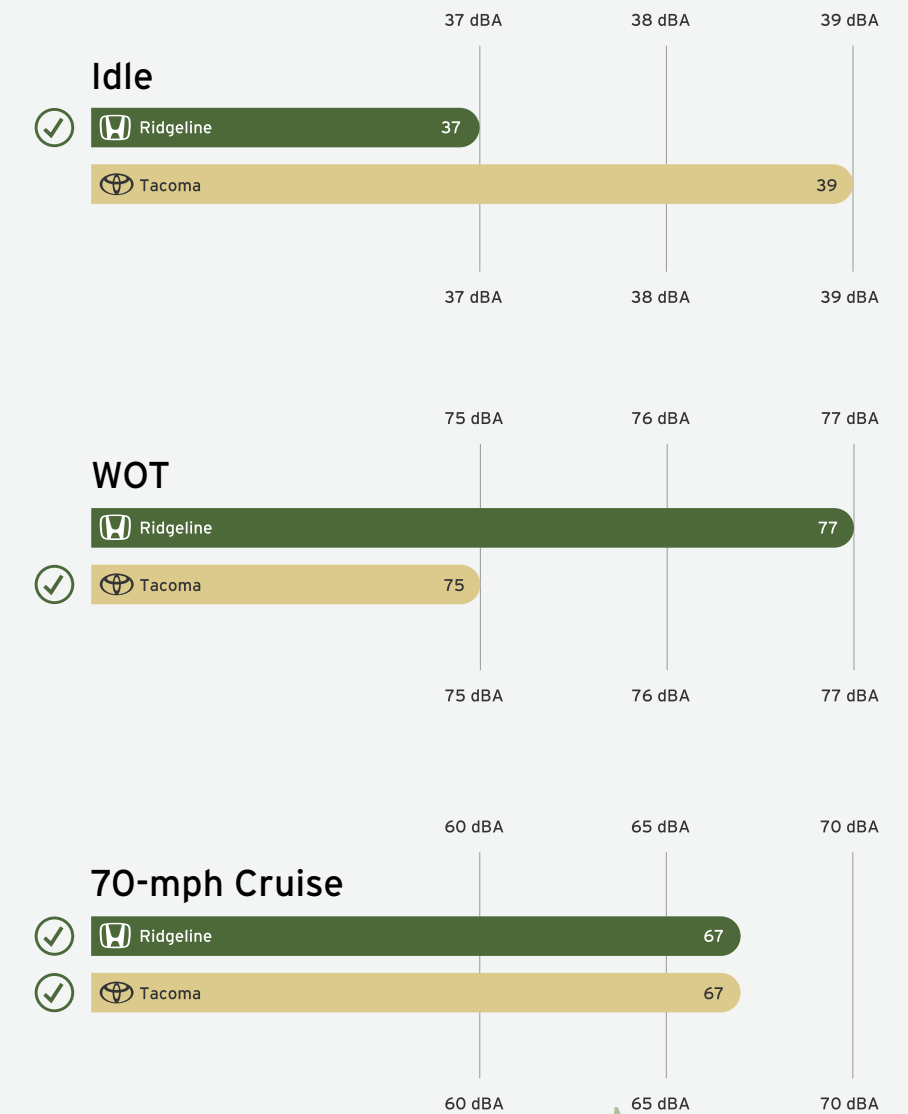 37 dBA 38 dBA 39 dBA
Idle
Ridgeline 37
Tacoma 39
37 dBA 38 dBA 39 dBA
75 dBA 76 dBA 77 dBA
WOT
Ridgeline 77
Tacoma 75
75 dBA 76 dBA 77 dBA
60 dBA 65 dBA 70 dBA
70-mph Cruise
Ridgeline 67
Tacoma 67
60 dBA 65 dBA 70 dBA